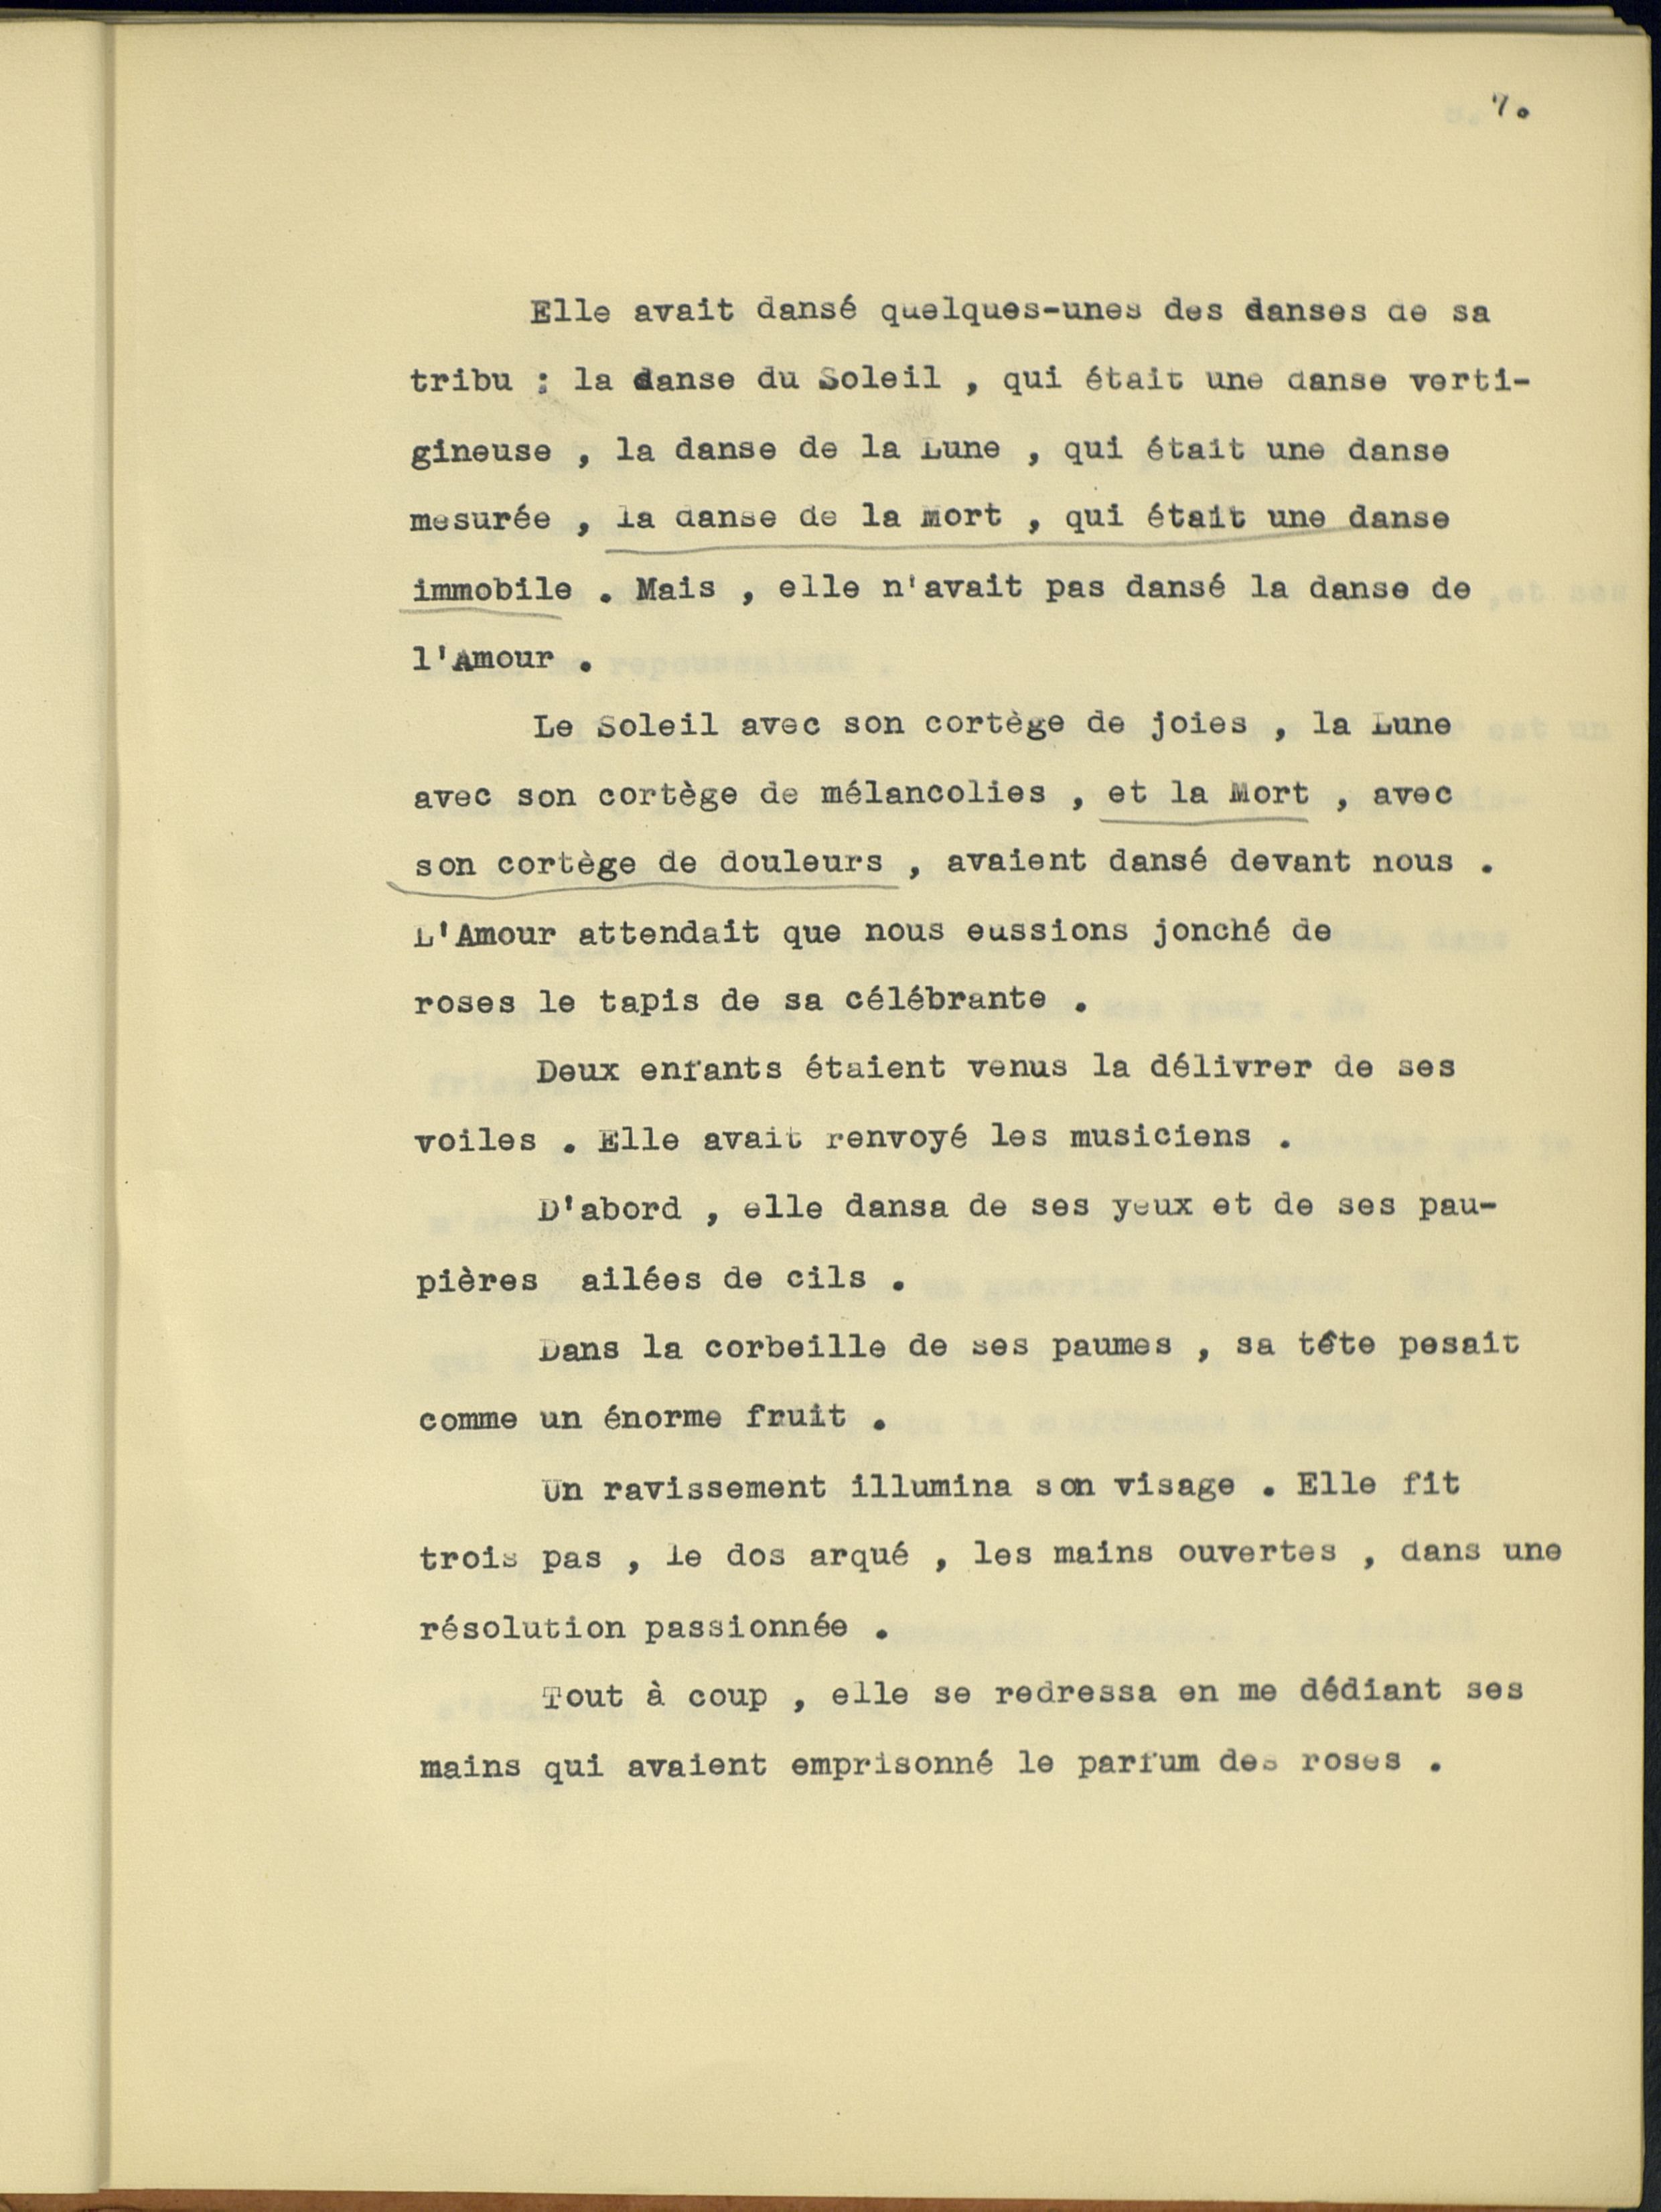 7.
Elle avait dansé quelques-unes des danses de sa
tribu : la danse du Soleil , qui était une danse verti-
gineuse , la danse de la Lune , qui était une danse
mesurée , la danse de la Mort , qui était une danse
immobile . Mais , elle n'avait pas dansé la danse de
l'Amour .
Le Soleil avec son cortège de joies , la Lune
avec son cortège de mélancolies , et la Mort , avec
son cortège de douleurs , avaient dansé devant nous .
L'Amour attendait que nous eussions jonché de
roses le tapis de sa célébrante .
Deux enfants étaient venus la délivrer de ses
voiles . Elle avait renvoyé les musiciens .
D'abord , elle dansa de ses yeux et de ses pau-
pières ailées de cils .
Dans la corbeille de ses paumes , sa tête pesait
comme un énorme fruit .
Un ravissement illumina son visage . Elle fit
trois pas , le dos arqué , les mains ouvertes , dans une
résolution passionnée .
Tout à coup , elle se redressa en me dédiant ses
mains qui avaient emprisonné le parfum des roses .